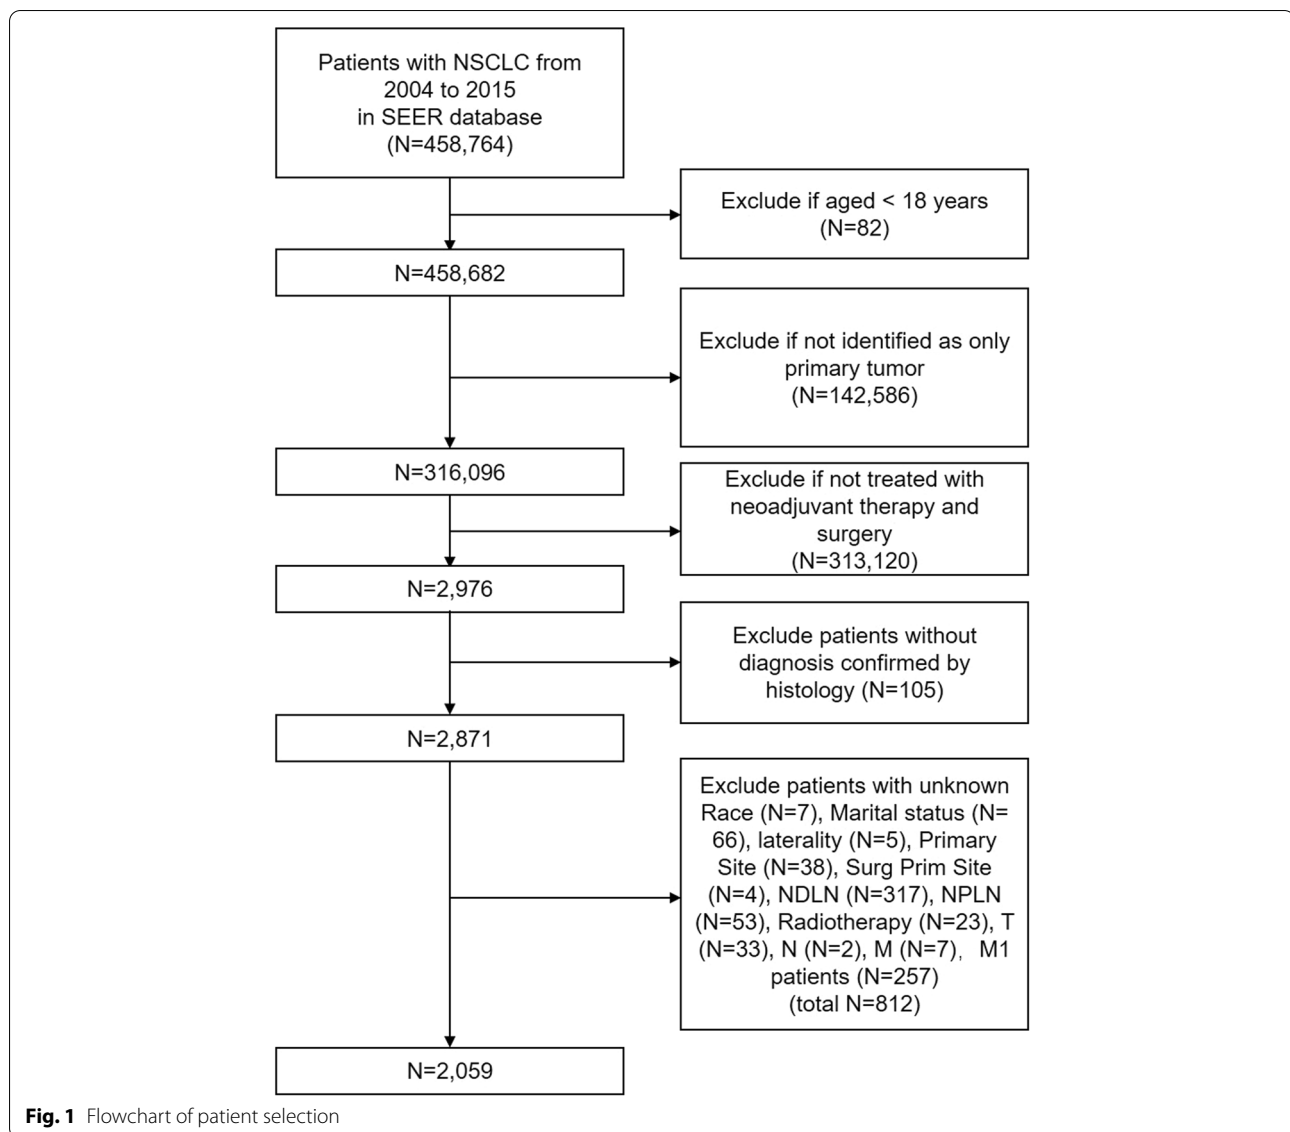 Patients with NSCLC from
2004 to 2015
in SEER database
(N=458,764)
Exclude if aged < 18 years
(N=82)
N=458,682
Exclude if not identified as only
primary tumor
(N=142,586)
N=316,096
Exclude if not treated with
neoadjuvant therapy and
surgery
(N=313,120)
N=2,976
Exclude patients without
diagnosis confirmed by
histology (N=105)
N=2,871
Exclude patients with unknown
Race (N=7), Marital status (N=
66), laterality (N=5), Primary
Site (N=38), Surg Prim Site
(N=4), NDLN (N=317), NPLN
(N=53), Radiotherapy (N=23), T
(N=33), N (N=2), M (N=7),  M1
patients (N=257)
(total N=812)
N=2,059
Fig. 1 Flowchart of patient selection